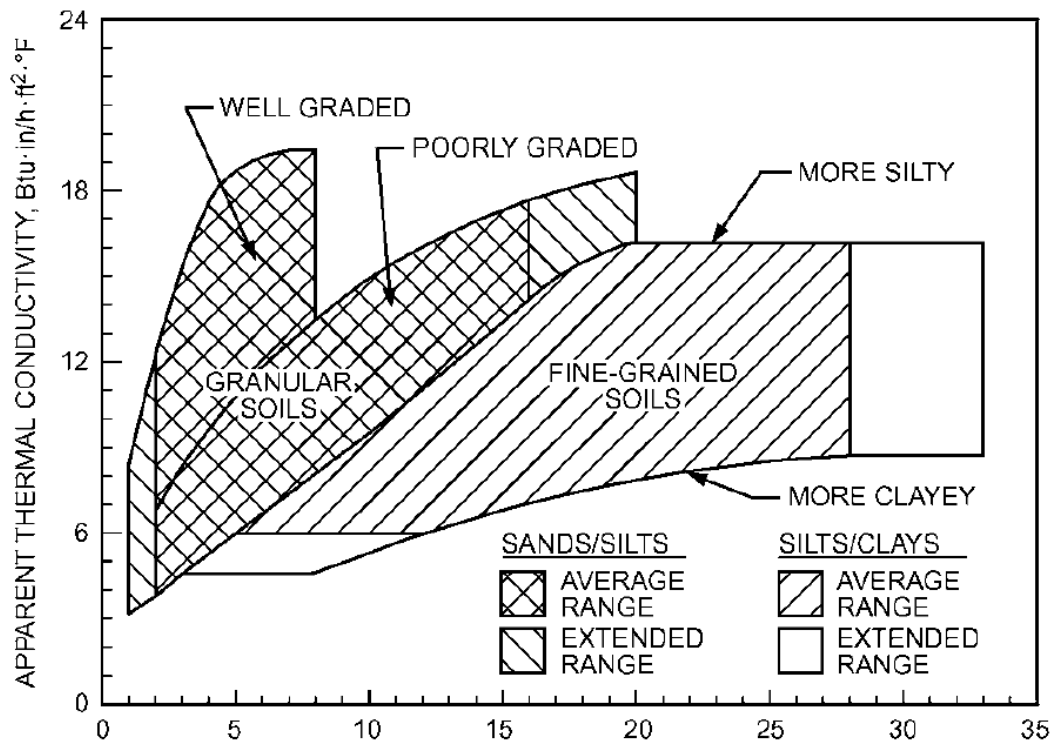 24
18
12
6
0
APPARENT THERMAL CONDUCTIVITY, Btu·in/h·ft²·°F
WELL GRADED
POORLY GRADED
MORE SILTY
GRANULAR
SOILS
FINE-GRAINED
SOILS
MORE CLAYEY
SANDS/SILTS
AVERAGE
RANGE
EXTENDED
RANGE
SILTS/CLAYS
AVERAGE
RANGE
EXTENDED
RANGE
0 5 10 15 20 25 30 35